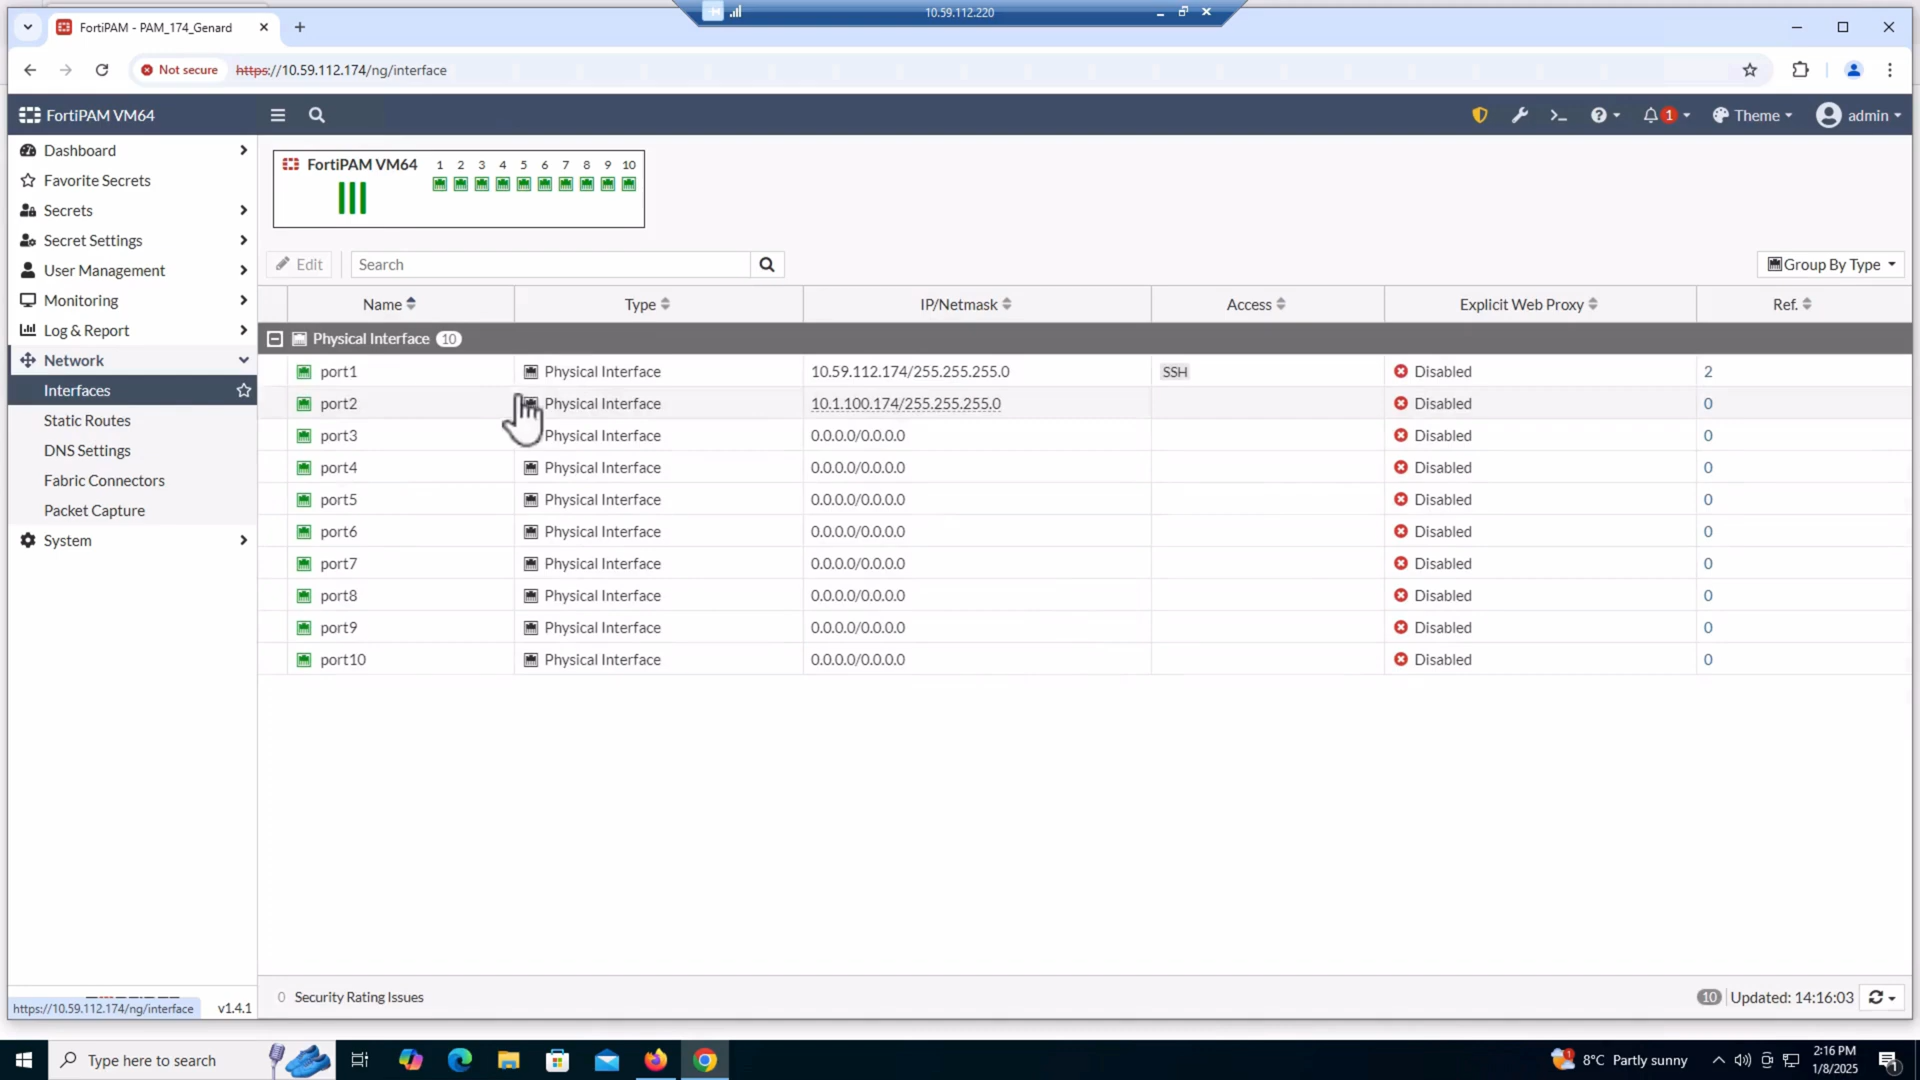 10.59.112.220
FortiPAM - PAM_174_Genard
Not secure https://10.59.112.174/ng/interface
FortiPAM VM64
1
Theme
admin
Dashboard
Favorite Secrets
Secrets
Secret Settings
User Management
Monitoring
Log & Report
Network
Interfaces
Static Routes
DNS Settings
Fabric Connectors
Packet Capture
System
FortiPAM VM64 1 2 3 4 5 6 7 8 9 10
Edit Search Group By Type
Name Type IP/Netmask Access Explicit Web Proxy Ref.
Physical Interface 10
port1 Physical Interface 10.59.112.174/255.255.255.0 SSH Disabled 2
port2 Physical Interface 10.1.100.174/255.255.255.0 Disabled 0
port3 Physical Interface 0.0.0.0/0.0.0.0 Disabled 0
port4 Physical Interface 0.0.0.0/0.0.0.0 Disabled 0
port5 Physical Interface 0.0.0.0/0.0.0.0 Disabled 0
port6 Physical Interface 0.0.0.0/0.0.0.0 Disabled 0
port7 Physical Interface 0.0.0.0/0.0.0.0 Disabled 0
port8 Physical Interface 0.0.0.0/0.0.0.0 Disabled 0
port9 Physical Interface 0.0.0.0/0.0.0.0 Disabled 0
port10 Physical Interface 0.0.0.0/0.0.0.0 Disabled 0
https://10.59.112.174/ng/interface v1.4.1
0 Security Rating Issues
10 Updated: 14:16:03
Type here to search
8°C Partly sunny
2:16 PM
1/8/2025
1